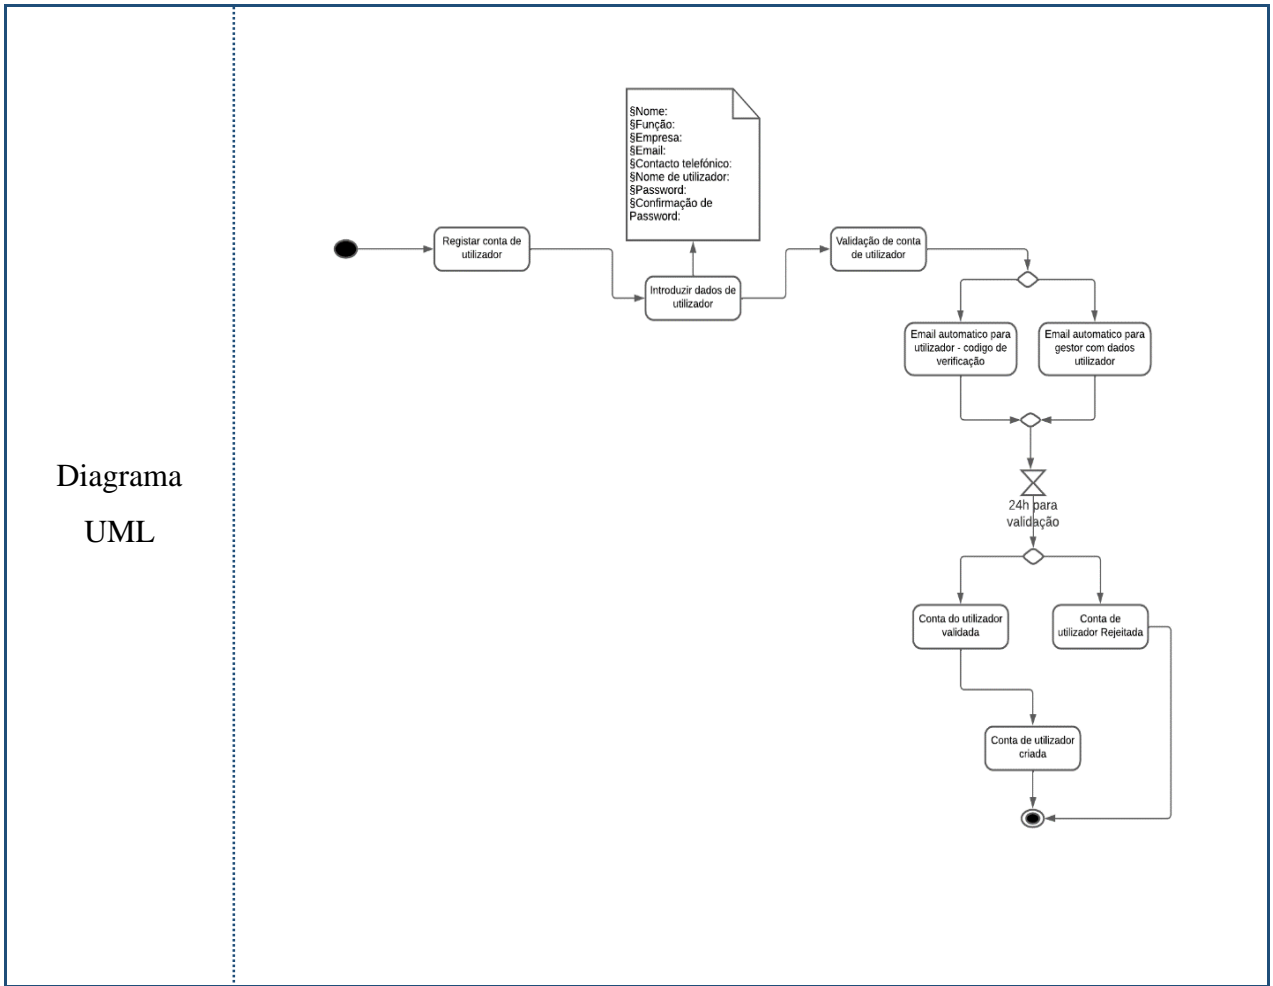 Diagrama
UML
§Nome:
§Função:
§Empresa:
§Email:
§Contacto telefónico:
§Nome de utilizador:
§Password:
§Confirmação de
Password:
Registar conta de
utilizador
Introduzir dados de
utilizador
Validação de conta
de utilizador
Email automatico para
utilizador - codigo de
verificação
Email automatico para
gestor com dados
utilizador
24h para
validação
Conta do utilizador
validada
Conta de
utilizador Rejeitada
Conta de utilizador
criada